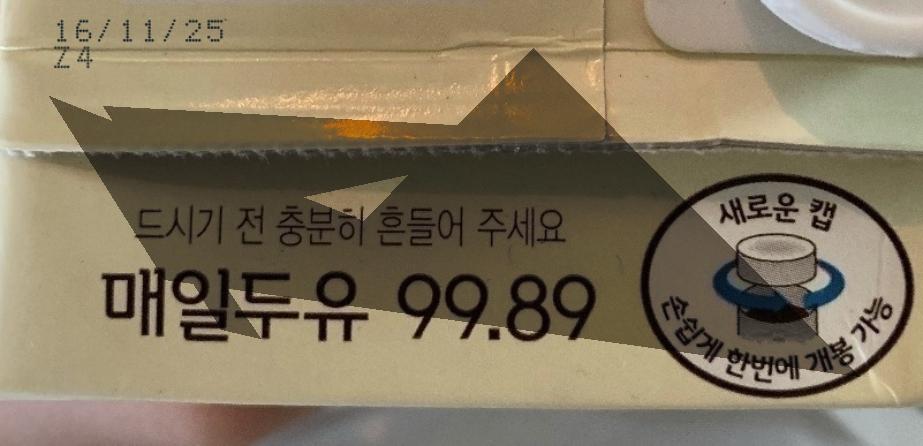 16/11/25
Z4
드시기 전 충분히 흔들어 주세요
매일두유 99.89
새로운 캡
손쉽게 한번에 개봉 가능